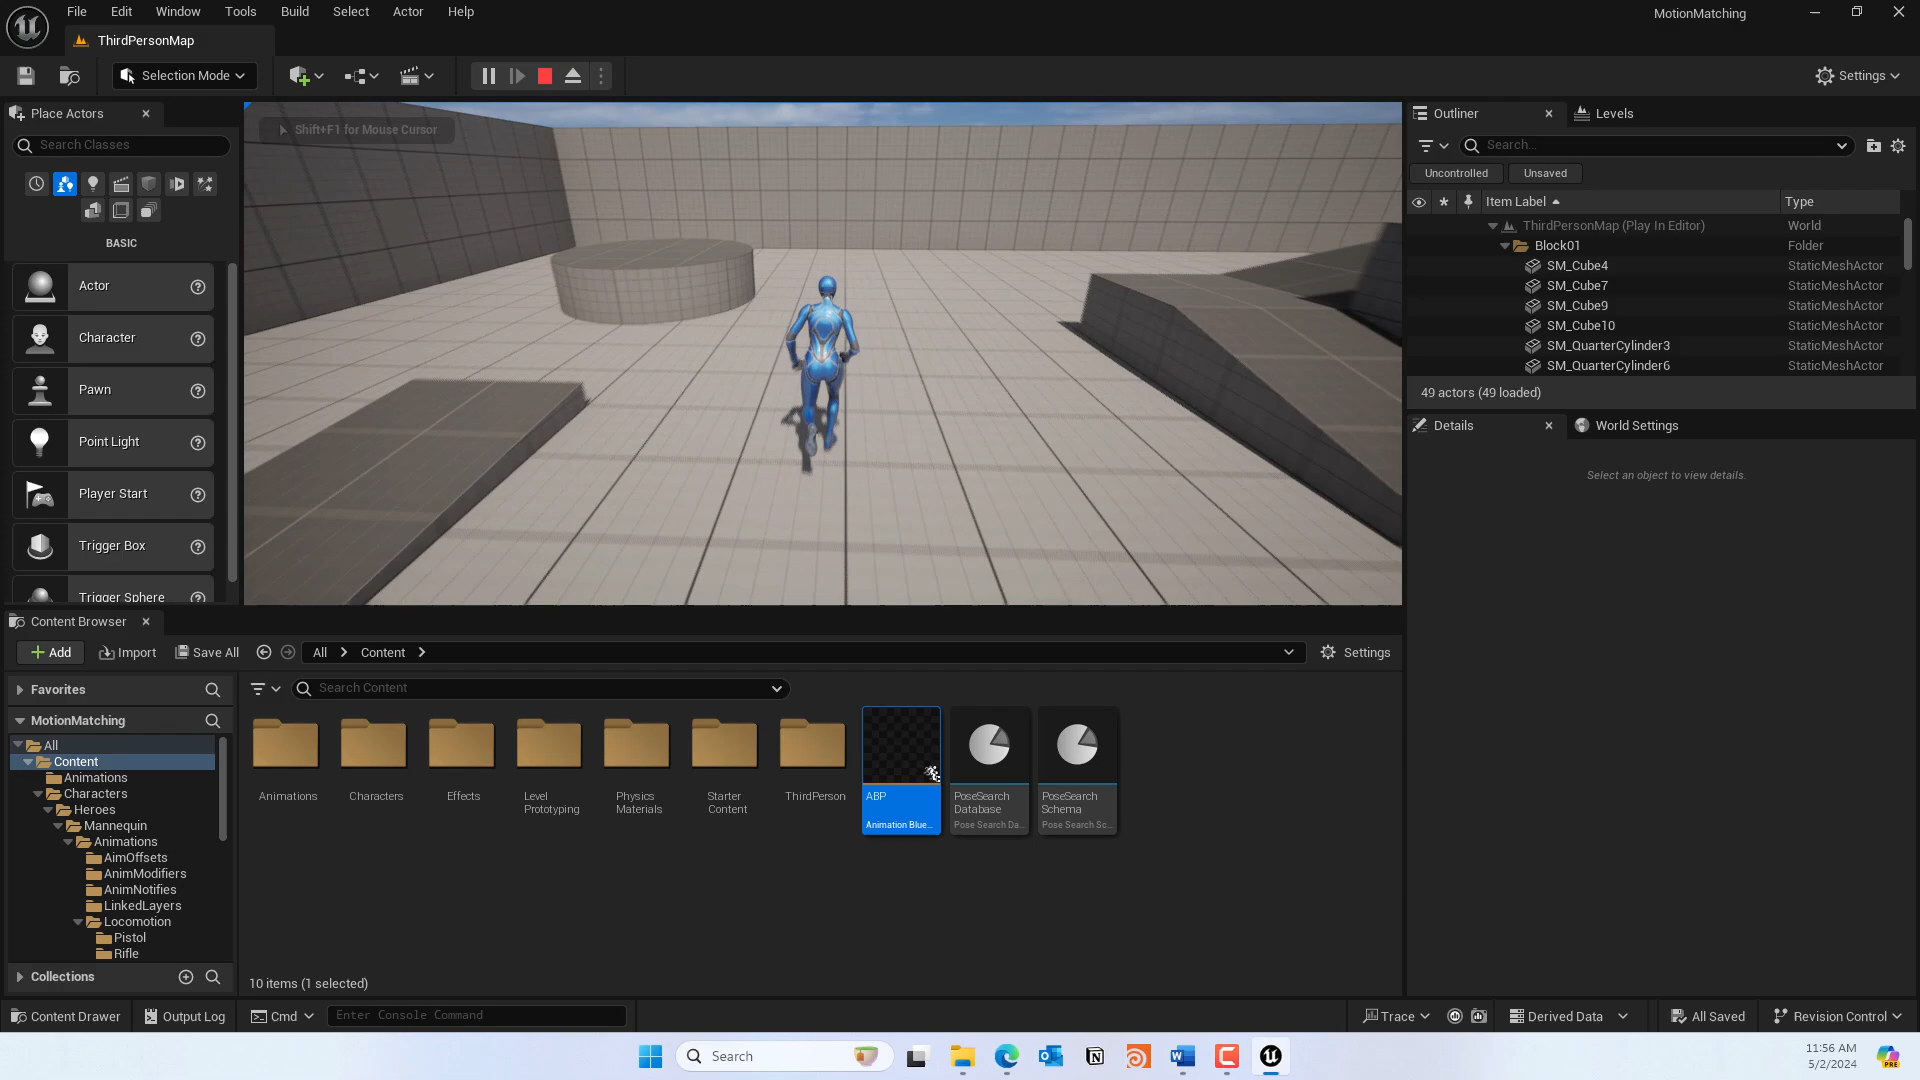 File Edit Window Tools Build Select Actor Help
MotionMatching
ThirdPersonMap
Selection Mode
Settings
Place Actors
Search Classes
BASIC
Actor
Character
Pawn
Point Light
Player Start
Trigger Box
Trigger Sphere
Shift+F1 for Mouse Cursor
Outliner
Levels
Search...
Uncontrolled
Unsaved
Item Label
Type
ThirdPersonMap (Play In Editor) World
Block01 Folder
SM_Cube4 StaticMeshActor
SM_Cube7 StaticMeshActor
SM_Cube9 StaticMeshActor
SM_Cube10 StaticMeshActor
SM_QuarterCylinder3 StaticMeshActor
SM_QuarterCylinder6 StaticMeshActor
49 actors (49 loaded)
Details
World Settings
Select an object to view details.
Content Browser
Add Import Save All All Content Settings
Favorites
MotionMatching
All
Content
Animations
Characters
Heroes
Mannequin
Animations
AimOffsets
AnimModifiers
AnimNotifies
LinkedLayers
Locomotion
Pistol
Rifle
Collections
Search Content
Animations
Characters
Effects
Level
Prototyping
Physics
Materials
Starter
Content
ThirdPerson
ABP
Animation Blue...
PoseSearch
Database
Pose Search Da...
PoseSearch
Schema
Pose Search Sc...
10 items (1 selected)
Content Drawer Output Log Cmd Enter Console Command Trace Derived Data All Saved Revision Control
Search
11:56 AM
5/2/2024
PRE